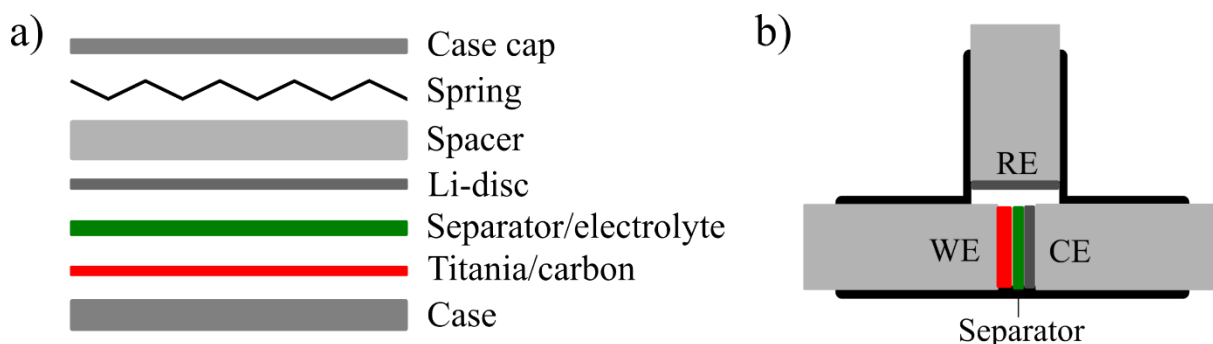 a)
Case cap
Spring
Spacer
Li-disc
Separator/electrolyte
Titania/carbon
Case
b)
RE
WE
CE
Separator